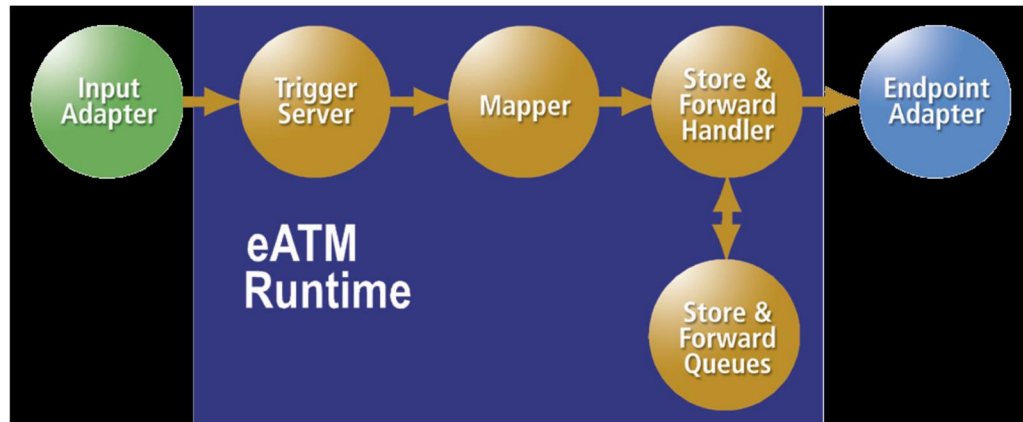 Input
Adapter
Trigger
Server
Mapper
Store &
Forward
Handler
Endpoint
Adapter
eATM
Runtime
Store &
Forward
Queues